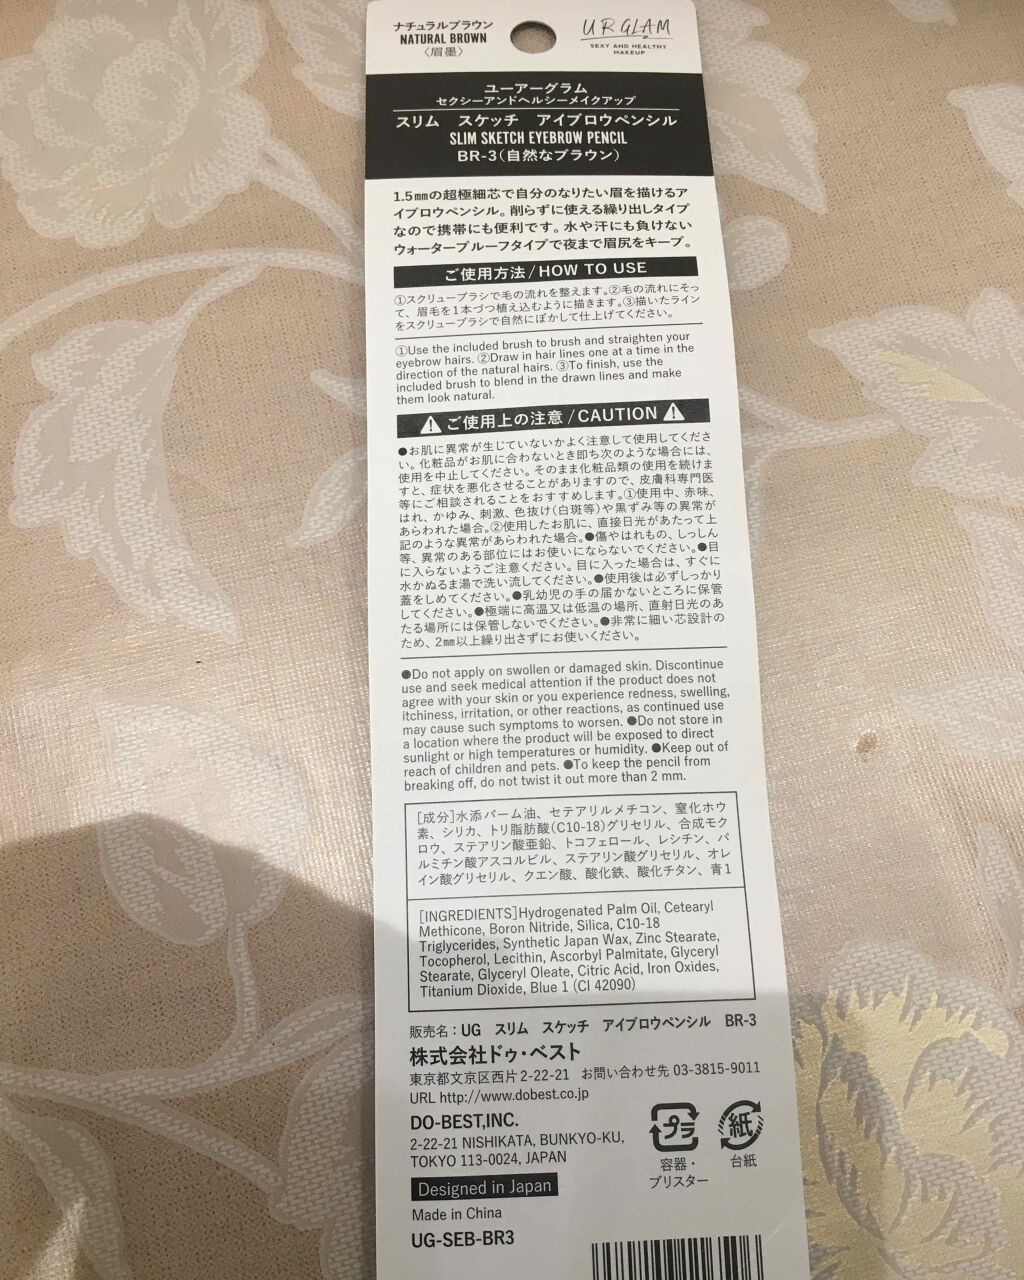 ナチュラルブラウン
NATURAL BROWN
〈眉墨〉
UR GLAM
SEXY AND HEALTHY
MAKEUP
ユーアーグラム
セクシーアンドヘルシーメイクアップ
スリム スケッチ アイブロウペンシル
SLIM SKETCH EYEBROW PENCIL
BR-3(自然なブラウン)
1.5㎜の超極細芯で自分のなりたい眉を描けるア
イブロウペンシル。削らずに使える繰り出しタイプ
なので携帯にも便利です。水や汗にも負けない
ウォータープルーフタイプで夜まで眉尻をキープ。
ご使用方法/HOW TO USE
①スクリューブラシで毛の流れを整えます。②毛の流れにそっ
て、眉毛を1本づつ植え込むように描きます。③描いたライン
をスクリューブラシで自然にぼかして仕上げてください。
①Use the included brush to brush and straighten your
eyebrow hairs. ②Draw in hair lines one at a time in the
direction of the natural hairs. ③To finish, use the
included brush to blend in the drawn lines and make
them look natural.
⚠ご使用上の注意/CAUTION⚠
●お肌に異常が生じていないかよく注意して使用してくださ
い。化粧品がお肌に合わないとき即ち次のような場合には、
使用を中止してください。そのまま化粧品類の使用を続けま
すと、症状を悪化させることがありますので、皮膚科専門医
等にご相談されることをおすすめします。①使用中、赤味、
はれ、かゆみ、刺激、色抜け(白斑等)や黒ずみ等の異常が
あらわれた場合。②使用したお肌に、直接日光があたって上
記のような異常があらわれた場合。●傷やはれもの、しっしん
等、異常のある部位にはお使いにならないでください。●目
に入らないようご注意ください。目に入った場合は、すぐに
水かぬるま湯で洗い流してください。●使用後は必ずしっかり
蓋をしめてください。●乳幼児の手の届かないところに保管
してください。●極端に高温又は低温の場所、直射日光のあ
たる場所には保管しないでください。●非常に細い芯設計の
ため、2㎜以上繰り出さずにお使いください。
●Do not apply on swollen or damaged skin. Discontinue
use and seek medical attention if the product does not
agree with your skin or you experience redness, swelling,
itchiness, irritation, or other reactions, as continued use
may cause such symptoms to worsen. ●Do not store in
a location where the product will be exposed to direct
sunlight or high temperatures or humidity. ●Keep out of
reach of children and pets. ●To keep the pencil from
breaking off, do not twist it out more than 2 mm.
[成分]水添パーム油、セテアリルメチコン、窒化ホウ
素、シリカ、トリ脂肪酸(C10-18)グリセリル、合成モク
ロウ、ステアリン酸亜鉛、トコフェロール、レシチン、パ
ルミチン酸アスコルビル、ステアリン酸グリセリル、オレ
イン酸グリセリル、クエン酸、酸化鉄、酸化チタン、青1
[INGREDIENTS]Hydrogenated Palm Oil, Cetearyl
Methicone, Boron Nitride, Silica, C10-18
Triglycerides, Synthetic Japan Wax, Zinc Stearate,
Tocopherol, Lecithin, Ascorbyl Palmitate, Glyceryl
Stearate, Glyceryl Oleate, Citric Acid, Iron Oxides,
Titanium Dioxide, Blue 1 (CI 42090)
販売名：UG スリム スケッチ アイブロウペンシル BR-3
株式会社ドゥ・ベスト
東京都文京区西片2-22-21 お問い合わせ先 03-3815-9011
URL http://www.dobest.co.jp
DO-BEST,INC.
2-22-21 NISHIKATA, BUNKYO-KU,
TOKYO 113-0024, JAPAN
プラ
容器・
ブリスター
紙
台紙
Designed in Japan
Made in China
UG-SEB-BR3